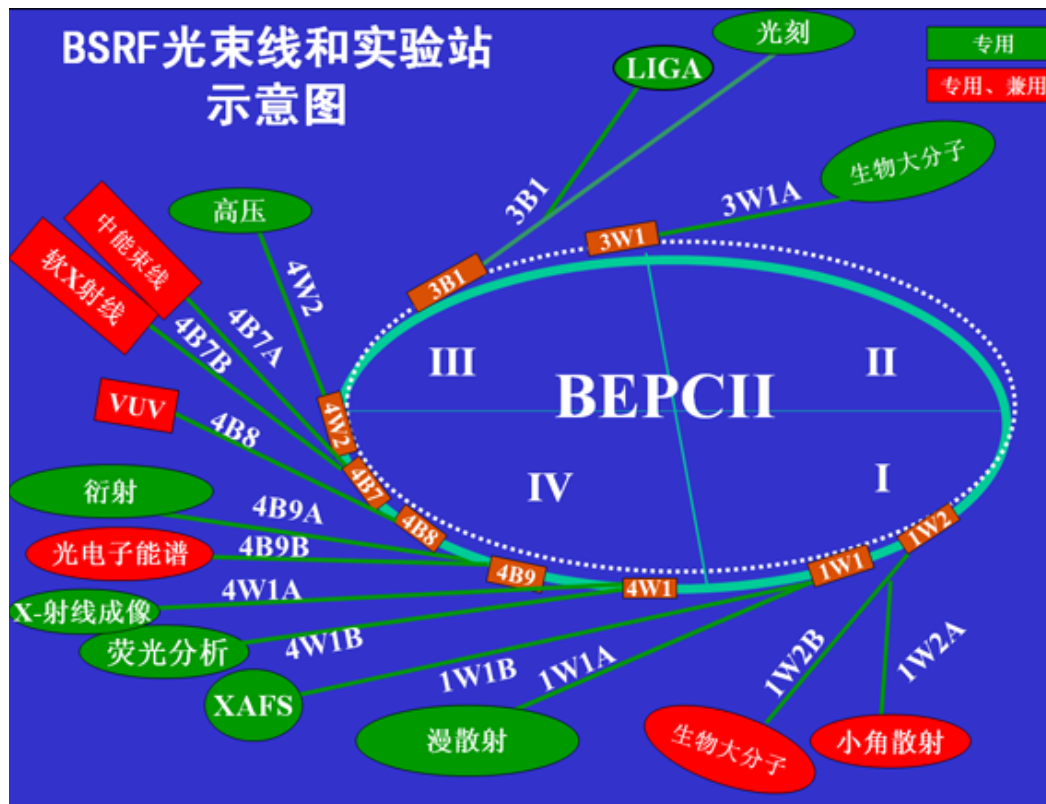 BSRF光束线和实验站
示意图
光刻
LIGA
专用
专用、兼用
生物大分子
3B1
3W1A
高压
中能束线
软X射线
3W1
3B1
4W2
4B7A
4B7B
III
II
BEPCII
VUV
4B8
4W2
4B7
4B8
IV
I
衍射
4B9A
光电子能谱
4B9B
4B9
4W1
1W1
1W2
X-射线成像
4W1A
荧光分析
4W1B
XAFS
1W1B
1W1A
1W2B
1W2A
漫散射
生物大分子
小角散射